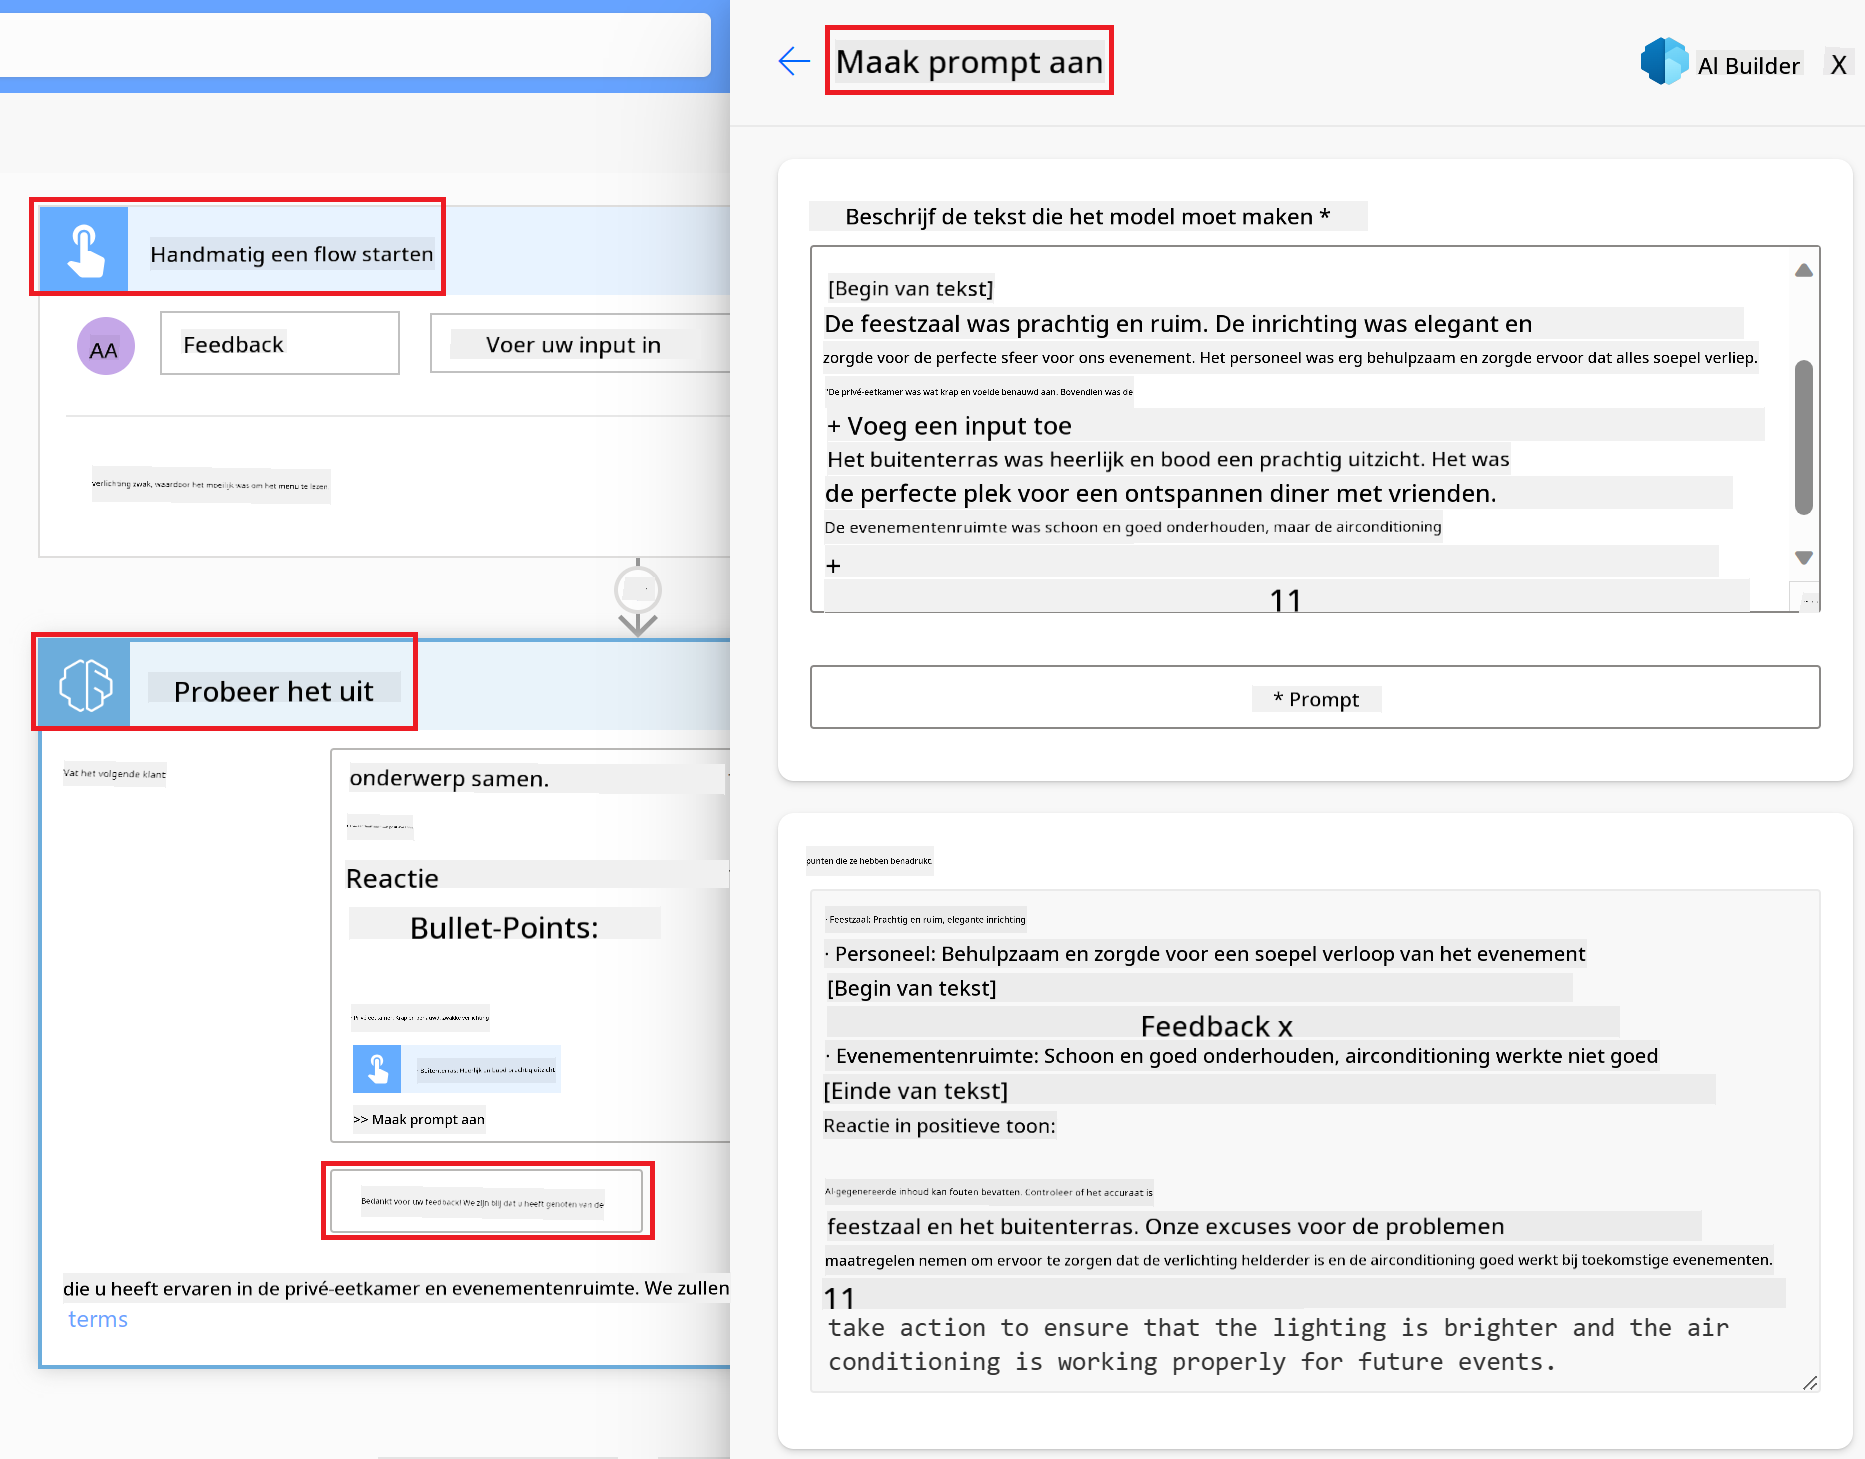 Maak prompt aan
AI Builder
X
Handmatig een flow starten
AA
Feedback
Voer uw input in
verlichting zwak, waardoor het moeilijk was om het menu te lezen.
Probeer het uit
Vat het volgende klant
onderwerp samen.
Reactie
Bullet-Points:
· Buitenterras: Heerlijk en bood prachtig uitzicht
>> Maak prompt aan
Bedankt voor uw feedback! We zijn blij dat u heeft genoten van de
die u heeft ervaren in de privé-eetkamer en evenementenruimte. We zullen
terms
Beschrijf de tekst die het model moet maken *
[Begin van tekst]
De feestzaal was prachtig en ruim. De inrichting was elegant en
zorgde voor de perfecte sfeer voor ons evenement. Het personeel was erg behulpzaam en zorgde ervoor dat alles soepel verliep.
"De privé-eetkamer was wat krap en voelde benauwd aan. Bovendien was de
+ Voeg een input toe
Het buitenterras was heerlijk en bood een prachtig uitzicht. Het was
de perfecte plek voor een ontspannen diner met vrienden.
De evenementenruimte was schoon en goed onderhouden, maar de airconditioning
+
11
* Prompt
punten die ze hebben benadrukt.
· Feestzaal: Prachtig en ruim, elegante inrichting
· Personeel: Behulpzaam en zorgde voor een soepel verloop van het evenement
[Begin van tekst]
Feedback x
· Evenementenruimte: Schoon en goed onderhouden, airconditioning werkte niet goed
[Einde van tekst]
Reactie in positieve toon:
AI-gegenereerde inhoud kan fouten bevatten. Controleer of het accuraat is
feestzaal en het buitenterras. Onze excuses voor de problemen
maatregelen nemen om ervoor te zorgen dat de verlichting helderder is en de airconditioning goed werkt bij toekomstige evenementen.
11
take action to ensure that the lighting is brighter and the air
conditioning is working properly for future events.